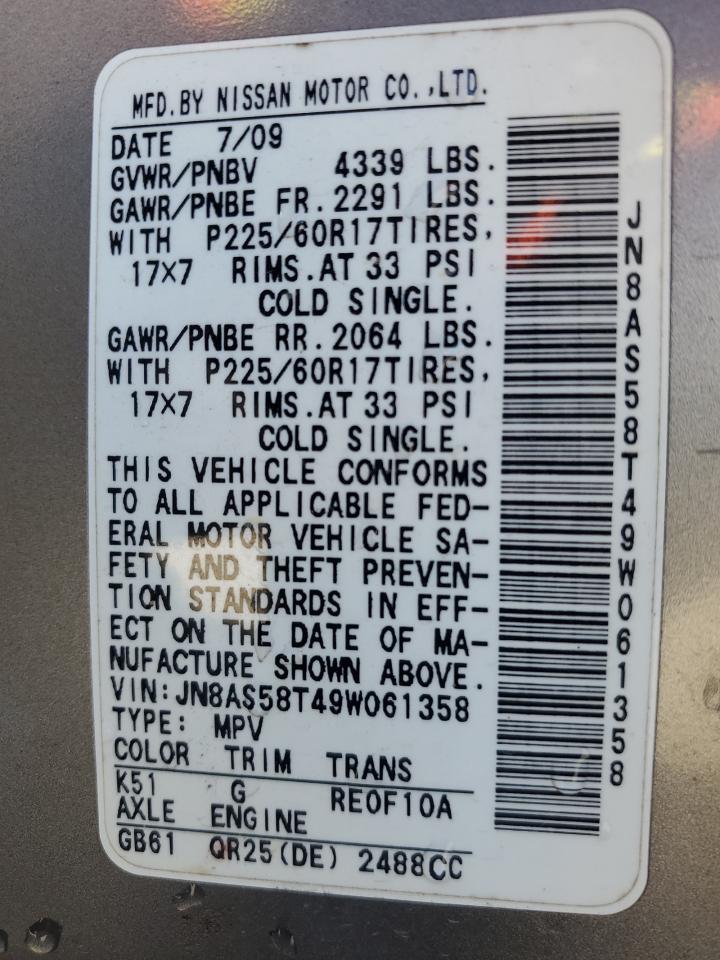 MFD.BY NISSAN MOTOR CO.,LTD.
DATE 7/09
GVWR/PNBV 4339 LBS.
GAWR/PNBE FR.2291 LBS.
WITH P225/60R17TIRES,
17×7 RIMS.AT 33 PSI
COLD SINGLE.
GAWR/PNBE RR.2064 LBS.
WITH P225/60R17TIRES,
17×7 RIMS.AT 33 PSI
COLD SINGLE.
THIS VEHICLE CONFORMS
TO ALL APPLICABLE FED-
ERAL MOTOR VEHICLE SA-
FETY AND THEFT PREVEN-
TION STANDARDS IN EFF-
ECT ON THE DATE OF MA-
NUFACTURE SHOWN ABOVE.
VIN:JN8AS58T49W061358
TYPE: MPV
COLOR TRIM TRANS
K51 G RE0F10A
AXLE ENGINE
GB61 QR25(DE) 2488CC
JN8AS58T49W061358